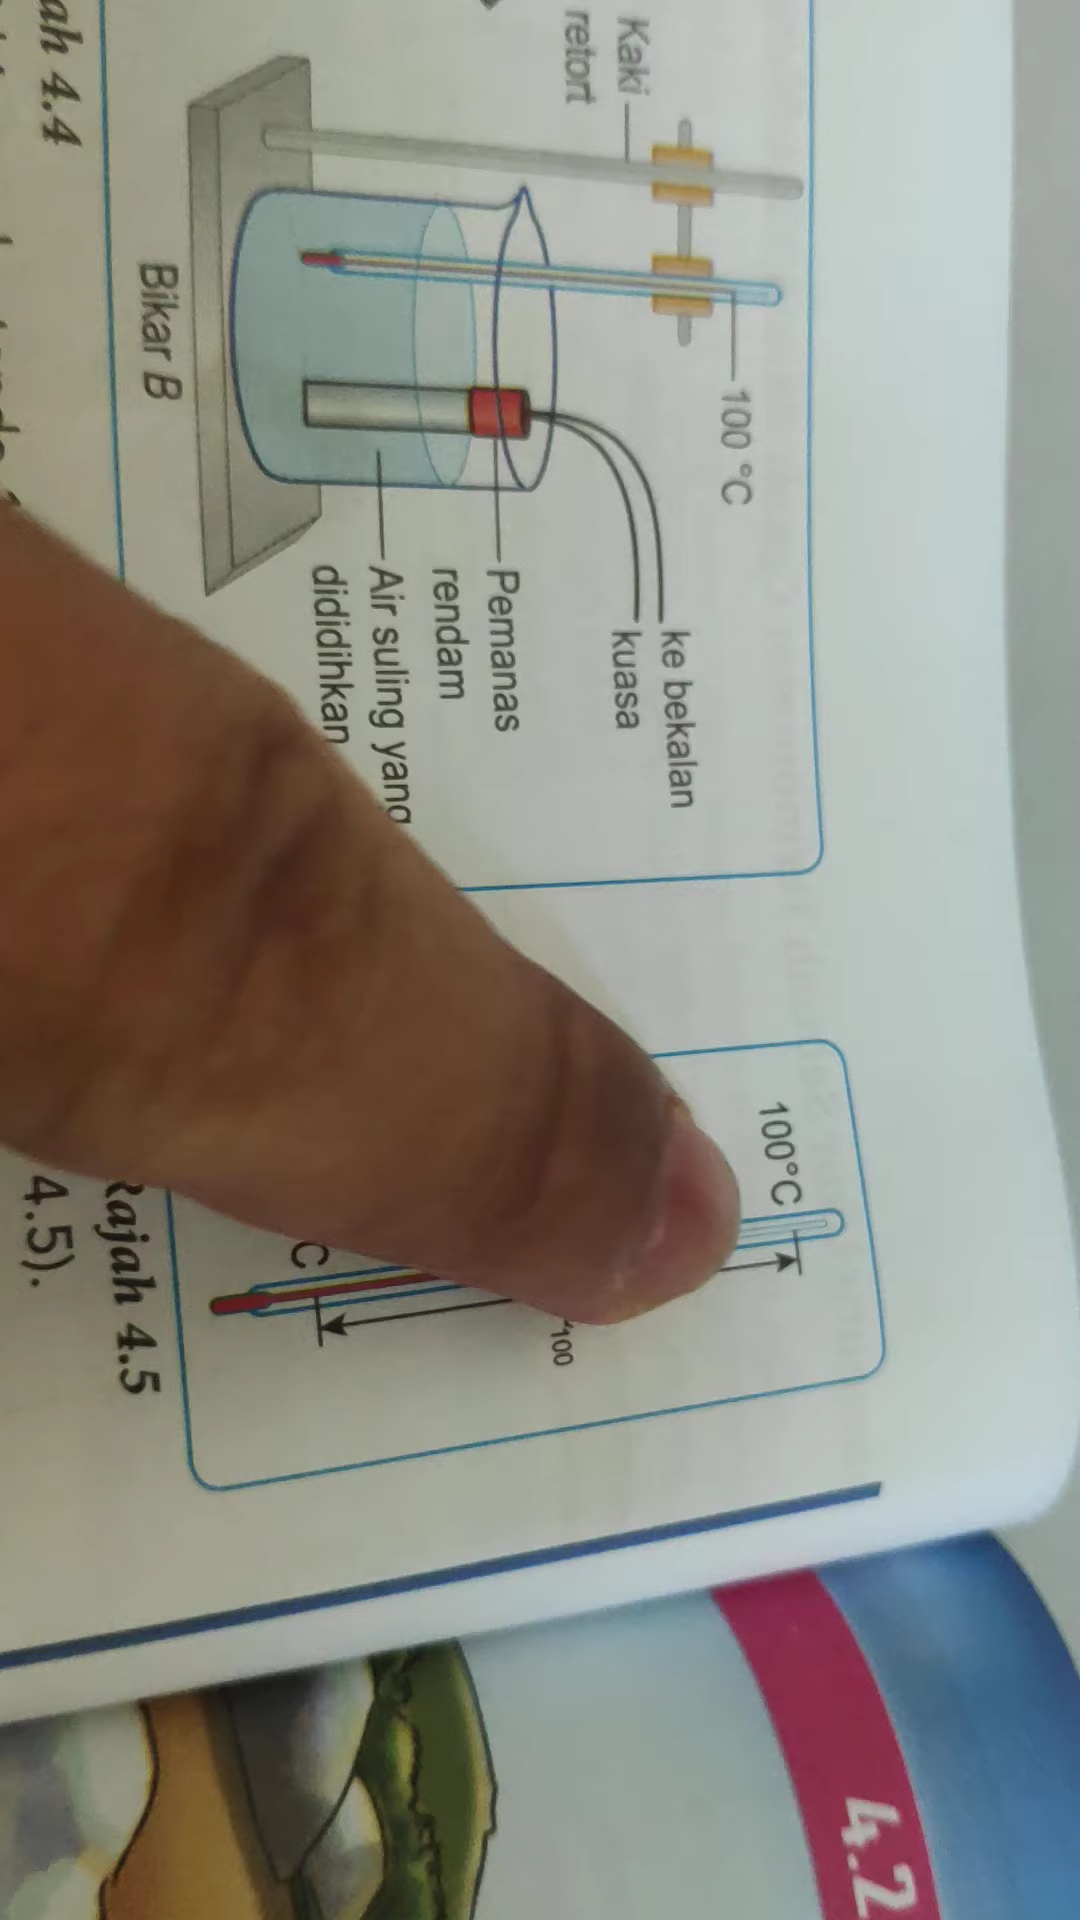 Kaki
retort
100 °C
ke bekalan
kuasa
Pemanas
rendam
Air suling yang
dididihkan
Bikar B
ah 4.4
100°C
100
C
Rajah 4.5
4.5).
4.2